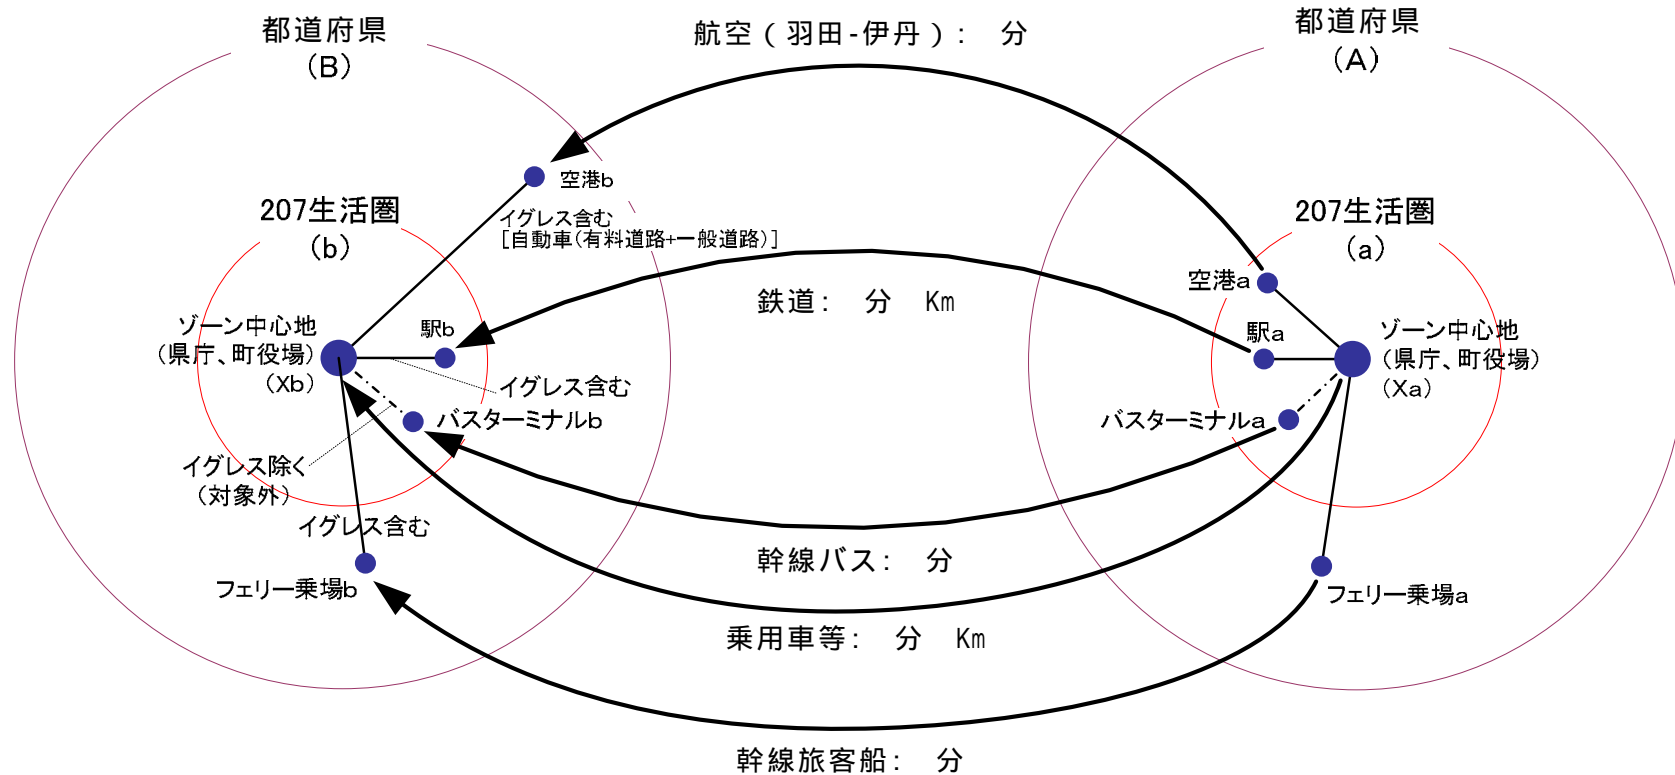 都道府県
（B）
航空（羽田-伊丹）：　分
都道府県
（A）
空港b
207生活圏
（b）
イグレス含む
［自動車（有料道路+一般道路）］
207生活圏
（a）
空港a
鉄道：　分　Km
ゾーン中心地
（県庁、町役場）
（Xb）
駅b
駅a
ゾーン中心地
（県庁、町役場）
（Xa）
イグレス含む
バスターミナルb
バスターミナルa
イグレス除く
（対象外）
イグレス含む
幹線バス：　分
フェリー乗場b
フェリー乗場a
乗用車等：　分　Km
幹線旅客船：　分